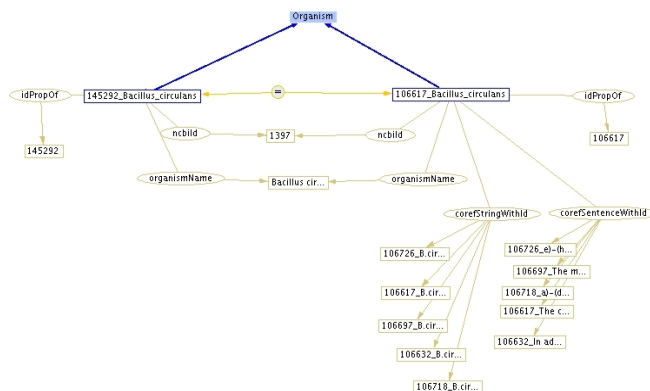 Organism
idPropOf
145292_Bacillus_circulans
=
106617_Bacillus_circulans
idPropOf
ncbiId
1397
ncbiId
145292
106617
organismName
Bacillus cir...
organismName
corefStringWithId
corefSentenceWithId
106726_B.cir...
106726_e)-(h...
106697_The m...
106617_B.cir...
106718_a)-(d...
106697_B.cir...
106617_The c...
106632_B.cir...
106632_In ad...
106718_B.cir...